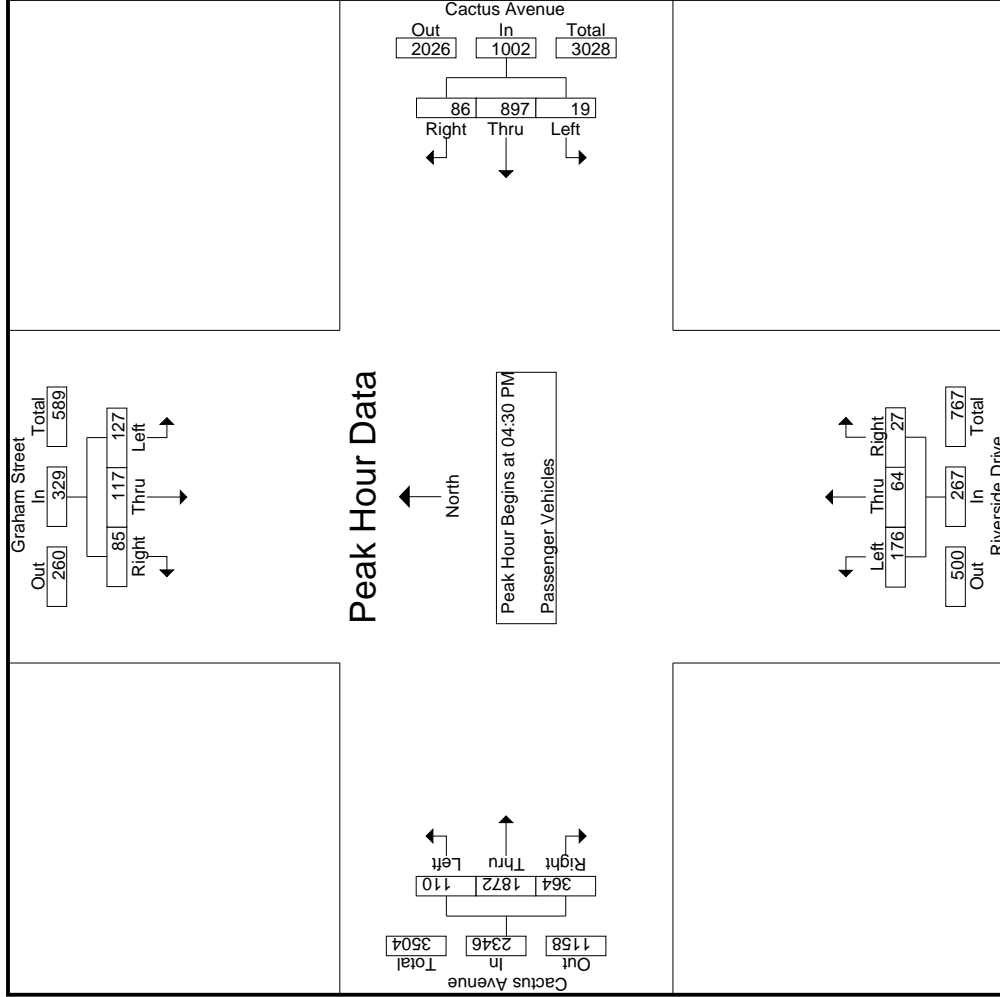 Cactus Avenue
Out In Total
2026 1002 3028
86 897 19
Right Thru Left
Graham Street
Out In Total
260 329 589
85 117 127
Right Thru Left
Peak Hour Data
North
Peak Hour Begins at 04:30 PM
Passenger Vehicles
Left Thru Right
176 64 27
500 267 767
Out In Total
Riverside Drive
Left Thru Right
110 1872 364
3504 2346 1158
Total In Out
Cactus Avenue